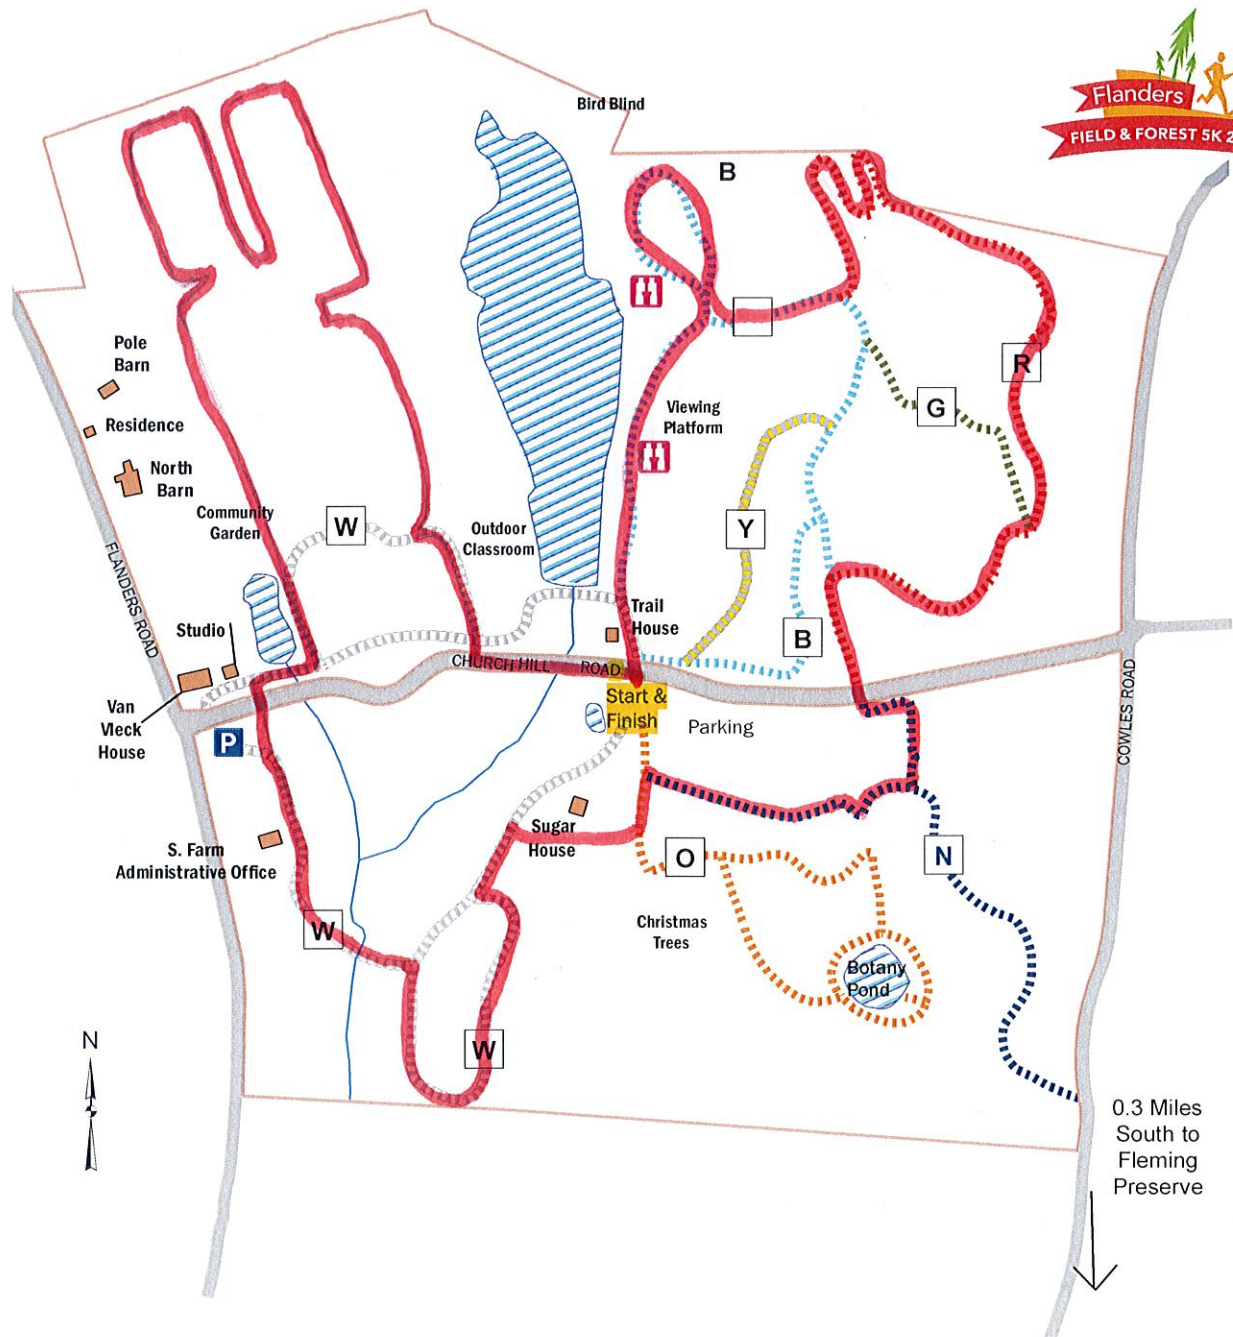 Bird Blind
Flanders
FIELD & FOREST 5K 2
B
Pole
Barn
Residence
North
Barn
Community
Garden
W
Outdoor
Classroom
Viewing
Platform
Y
G
R
B
FLANDERS ROAD
Studio
Trail
House
CHURCH HILL ROAD
Van
Vleck
House
P
Start &
Finish
Parking
COWLES ROAD
S. Farm
Administrative Office
Sugar
House
O
N
W
Christmas
Trees
Botany
Pond
W
N
0.3 Miles
South to
Fleming
Preserve